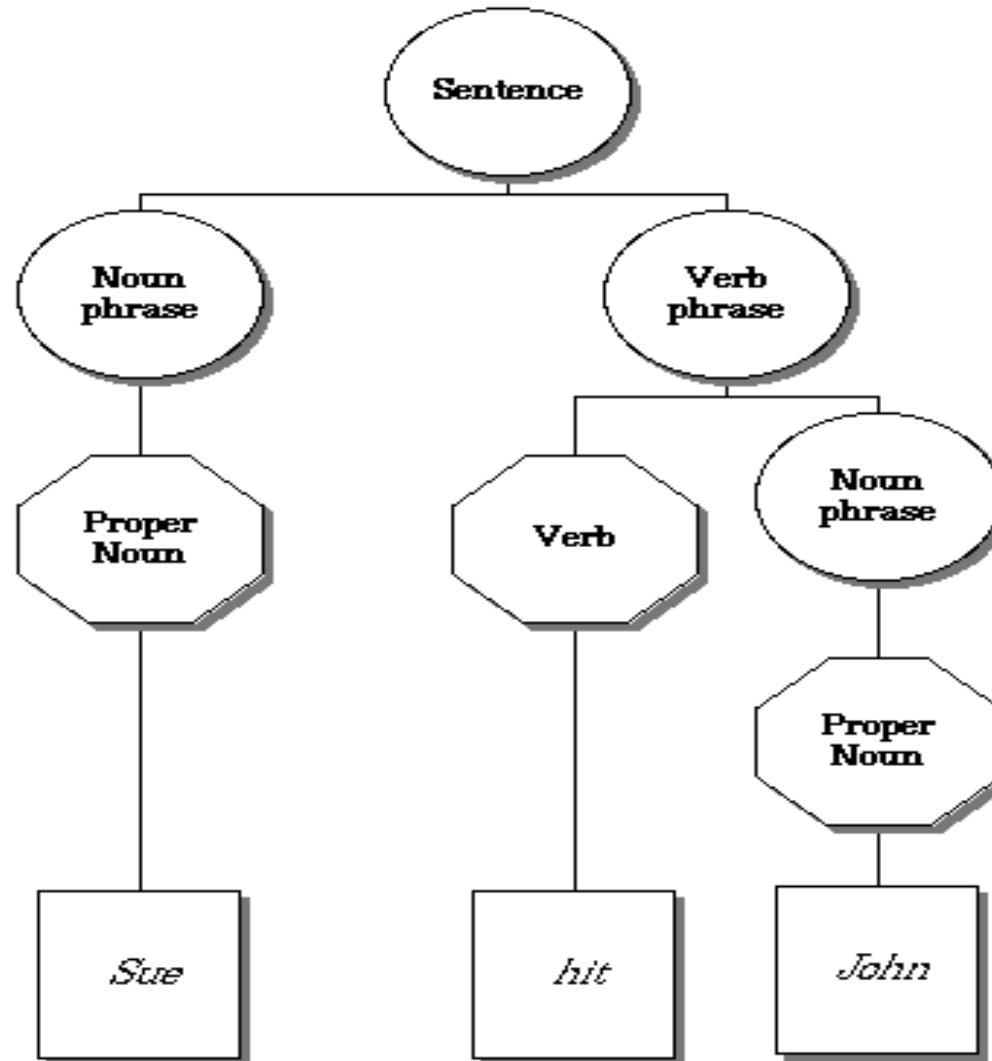 Sentence
Noun
phrase
Verb
phrase
Proper
Noun
Verb
Noun
phrase
Proper
Noun
Sue
hit
John